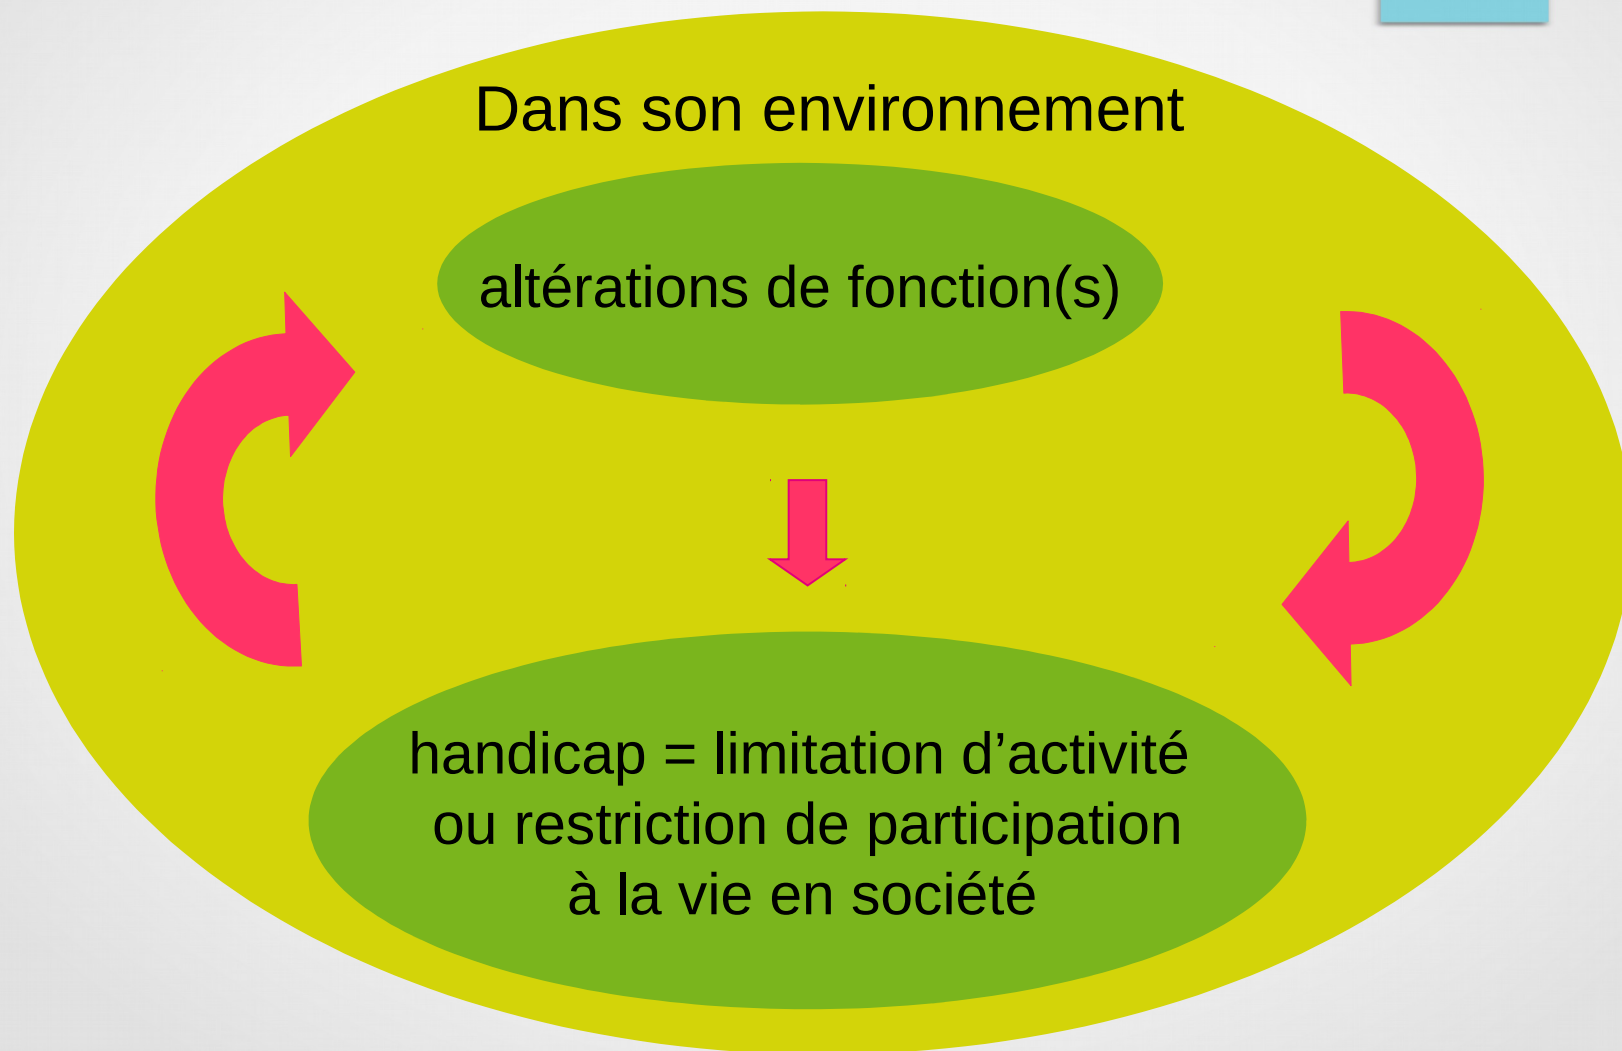 Dans son environnement
altérations de fonction(s)
handicap = limitation d’activité
ou restriction de participation
à la vie en société